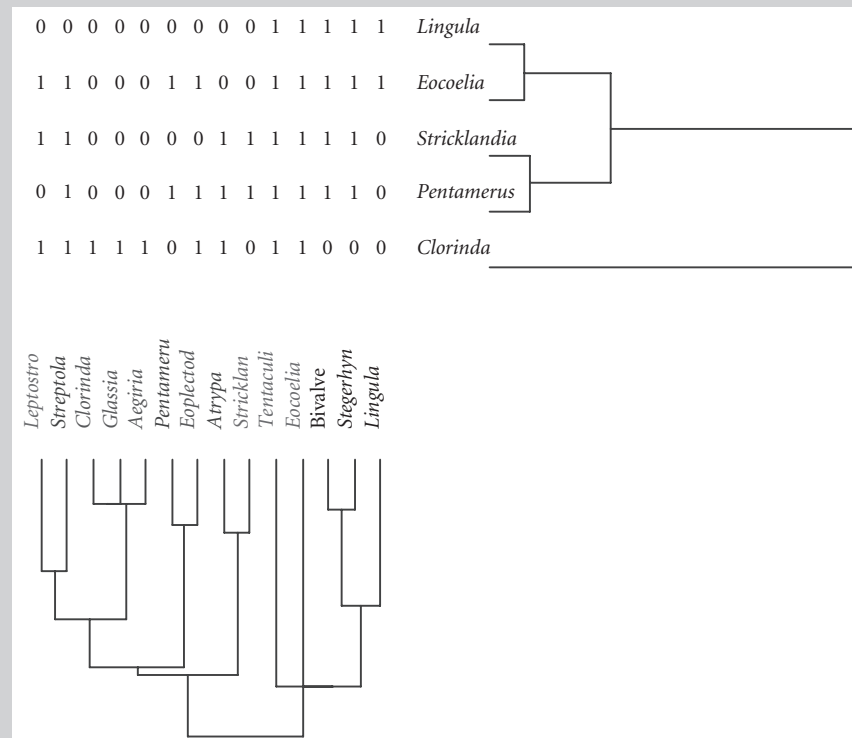 0 0 0 0 0 0 0 0 0 1 1 1 1 1 Lingula
1 1 0 0 0 1 1 0 0 1 1 1 1 1 Eocoelia
1 1 0 0 0 0 0 1 1 1 1 1 1 0 Stricklandia
0 1 0 0 0 1 1 1 1 1 1 1 1 0 Pentamerus
1 1 1 1 1 0 1 1 0 1 1 0 0 0 Clorinda
Leptostro
Streptola
Clorinda
Glassia
Aegiria
Pentameru
Eoplectod
Atrypa
Stricklan
Tentaculi
Eocoelia
Bivalve
Stegerhyn
Lingula